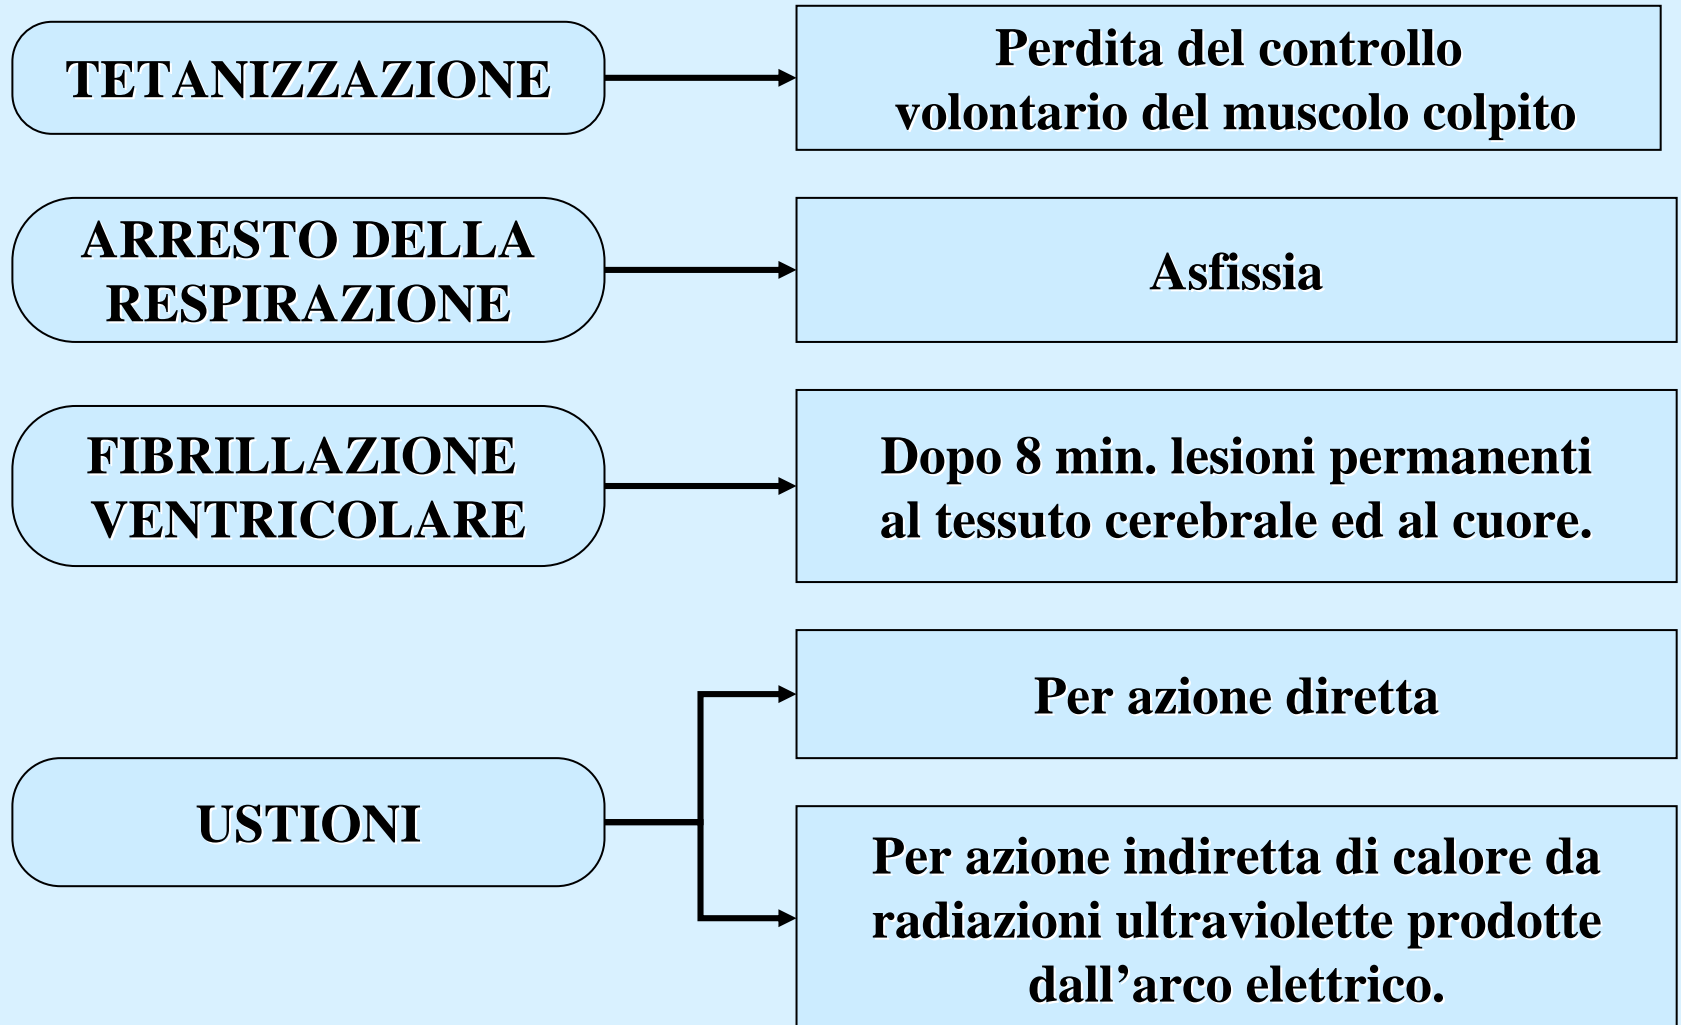 TETANIZZAZIONE
Perdita del controllo
volontario del muscolo colpito
ARRESTO DELLA
RESPIRAZIONE
Asfissia
FIBRILLAZIONE
VENTRICOLARE
Dopo 8 min. lesioni permanenti
al tessuto cerebrale ed al cuore.
USTIONI
Per azione diretta
Per azione indiretta di calore da
radiazioni ultraviolette prodotte
dall’arco elettrico.